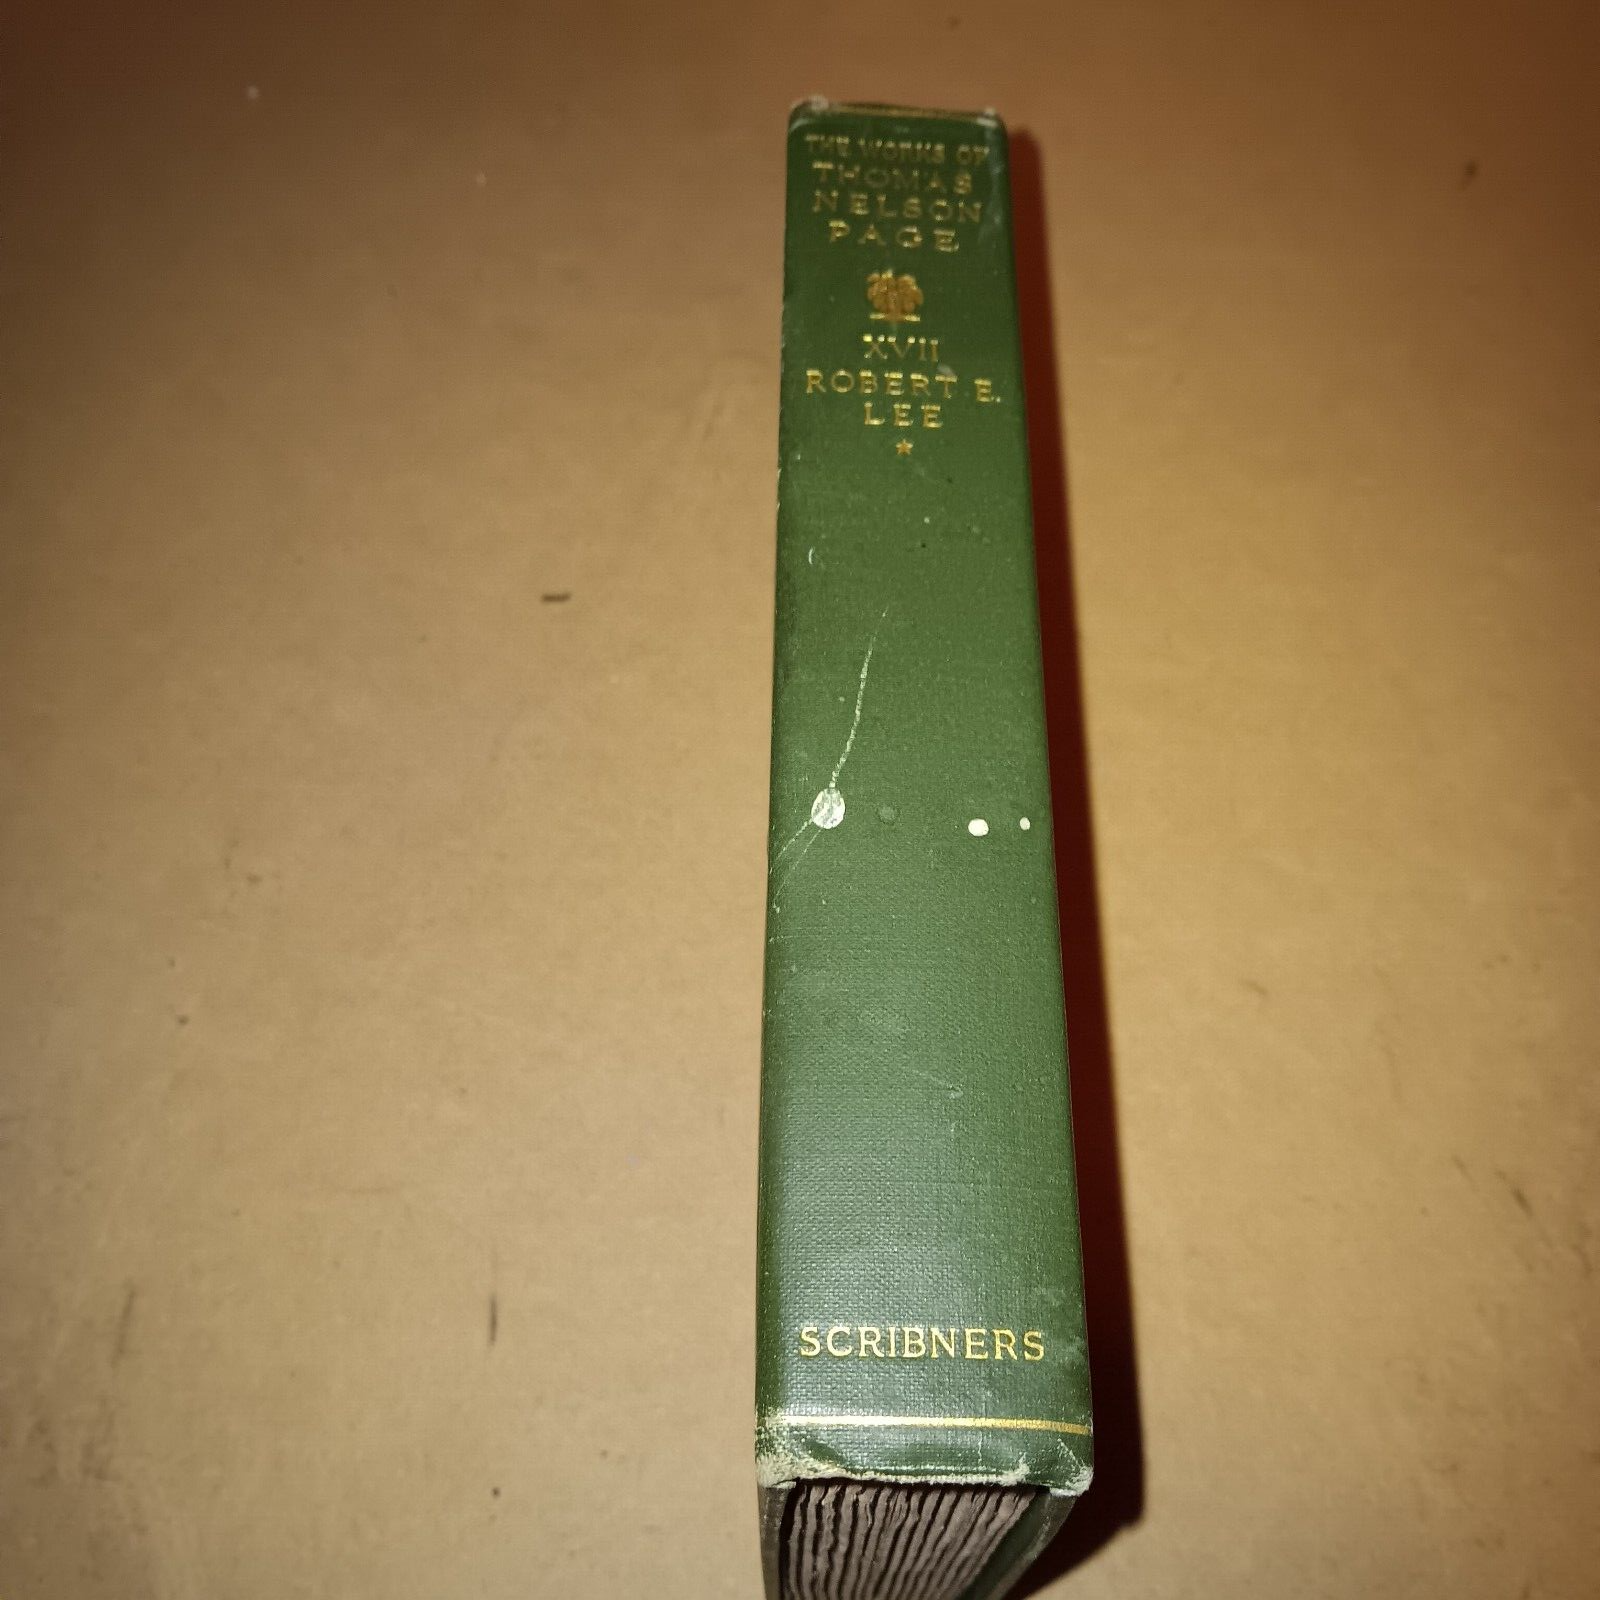 THE WORKS OF
THOMAS
NELSON
PAGE
XVII
ROBERT E.
LEE
SCRIBNERS